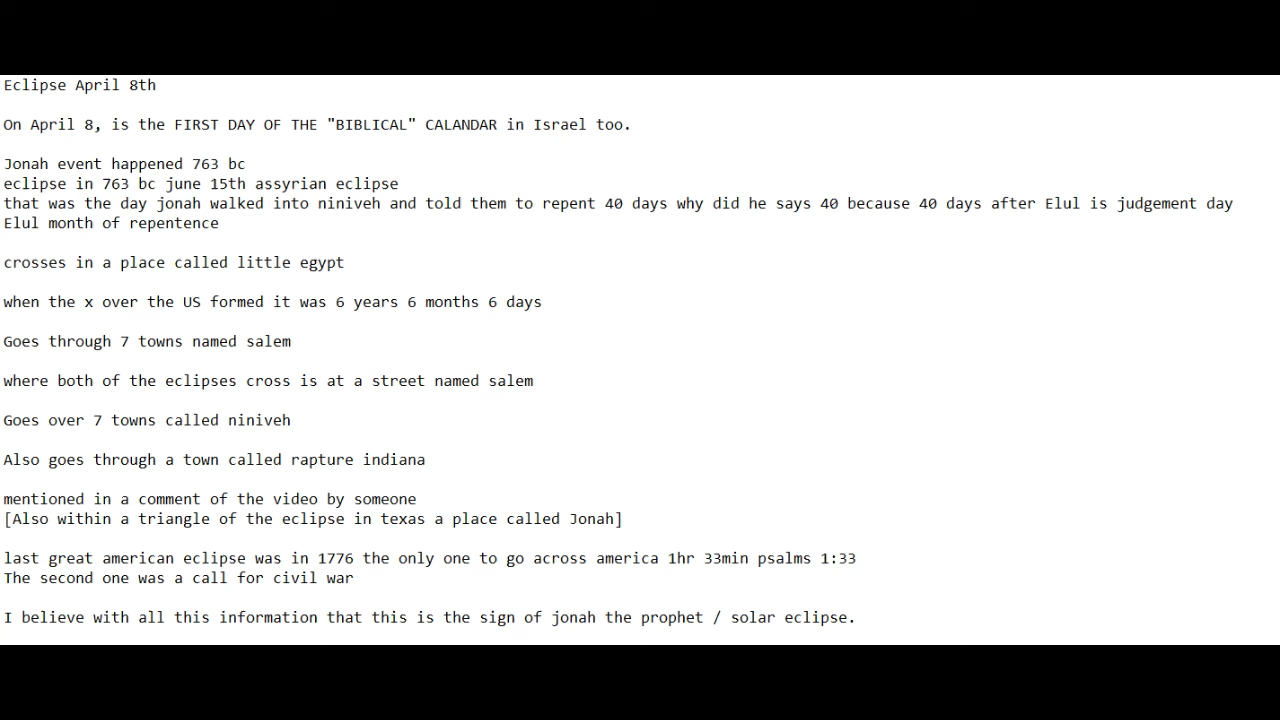 Eclipse April 8th
On April 8, is the FIRST DAY OF THE "BIBLICAL" CALANDAR in Israel too.
Jonah event happened 763 bc
eclipse in 763 bc june 15th assyrian eclipse
that was the day jonah walked into niniveh and told them to repent 40 days why did he says 40 because 40 days after Elul is judgement day
Elul month of repentence
crosses in a place called little egypt
when the x over the US formed it was 6 years 6 months 6 days
Goes through 7 towns named salem
where both of the eclipses cross is at a street named salem
Goes over 7 towns called niniveh
Also goes through a town called rapture indiana
mentioned in a comment of the video by someone
[Also within a triangle of the eclipse in texas a place called Jonah]
last great american eclipse was in 1776 the only one to go across america 1hr 33min psalms 1:33
The second one was a call for civil war
I believe with all this information that this is the sign of jonah the prophet / solar eclipse.